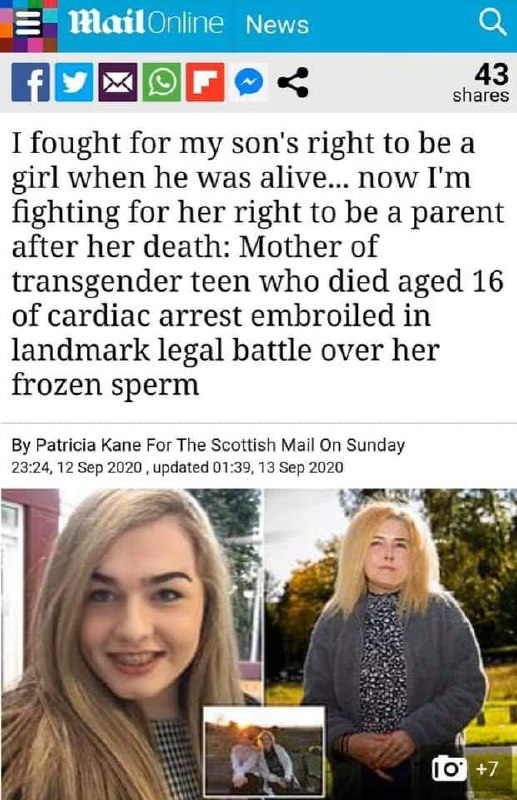 Mail Online News
43
shares
I fought for my son's right to be a
girl when he was alive... now I'm
fighting for her right to be a parent
after her death: Mother of
transgender teen who died aged 16
of cardiac arrest embroiled in
landmark legal battle over her
frozen sperm
By Patricia Kane For The Scottish Mail On Sunday
23:24, 12 Sep 2020 , updated 01:39, 13 Sep 2020
+7